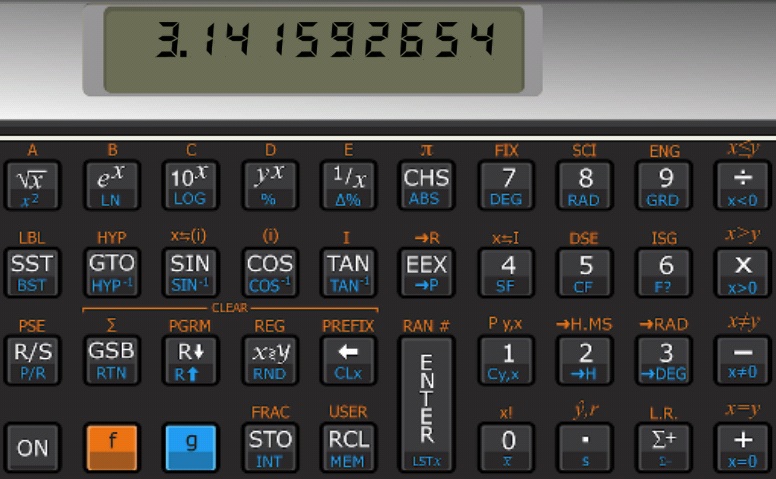 3.141592654
A B C D E π FIX SCI ENG x≤y
√x eˣ 10ˣ yˣ 1/x CHS 7 8 9 ÷
x² LN LOG % Δ% ABS DEG RAD GRD x<0
LBL HYP x⇆(i) (i) I →R x⇆I DSE ISG x>y
SST GTO SIN COS TAN EEX 4 5 6 x
BST HYP⁻¹ SIN⁻¹ COS⁻¹ TAN⁻¹ →P SF CF F? x>0
CLEAR
PSE Σ PGRM REG PREFIX RAN # P y,x →H.MS →RAD x≠y
R/S GSB R⬇ x≷y ← ENTER 1 2 3 −
P/R RTN R⬆ RND CLx Cy,x →H →DEG x≠0
FRAC USER x! ŷ,r L.R. x=y
ON f g STO RCL 0 . Σ+ +
INT MEM LSTx x̅ s Σ− x=0